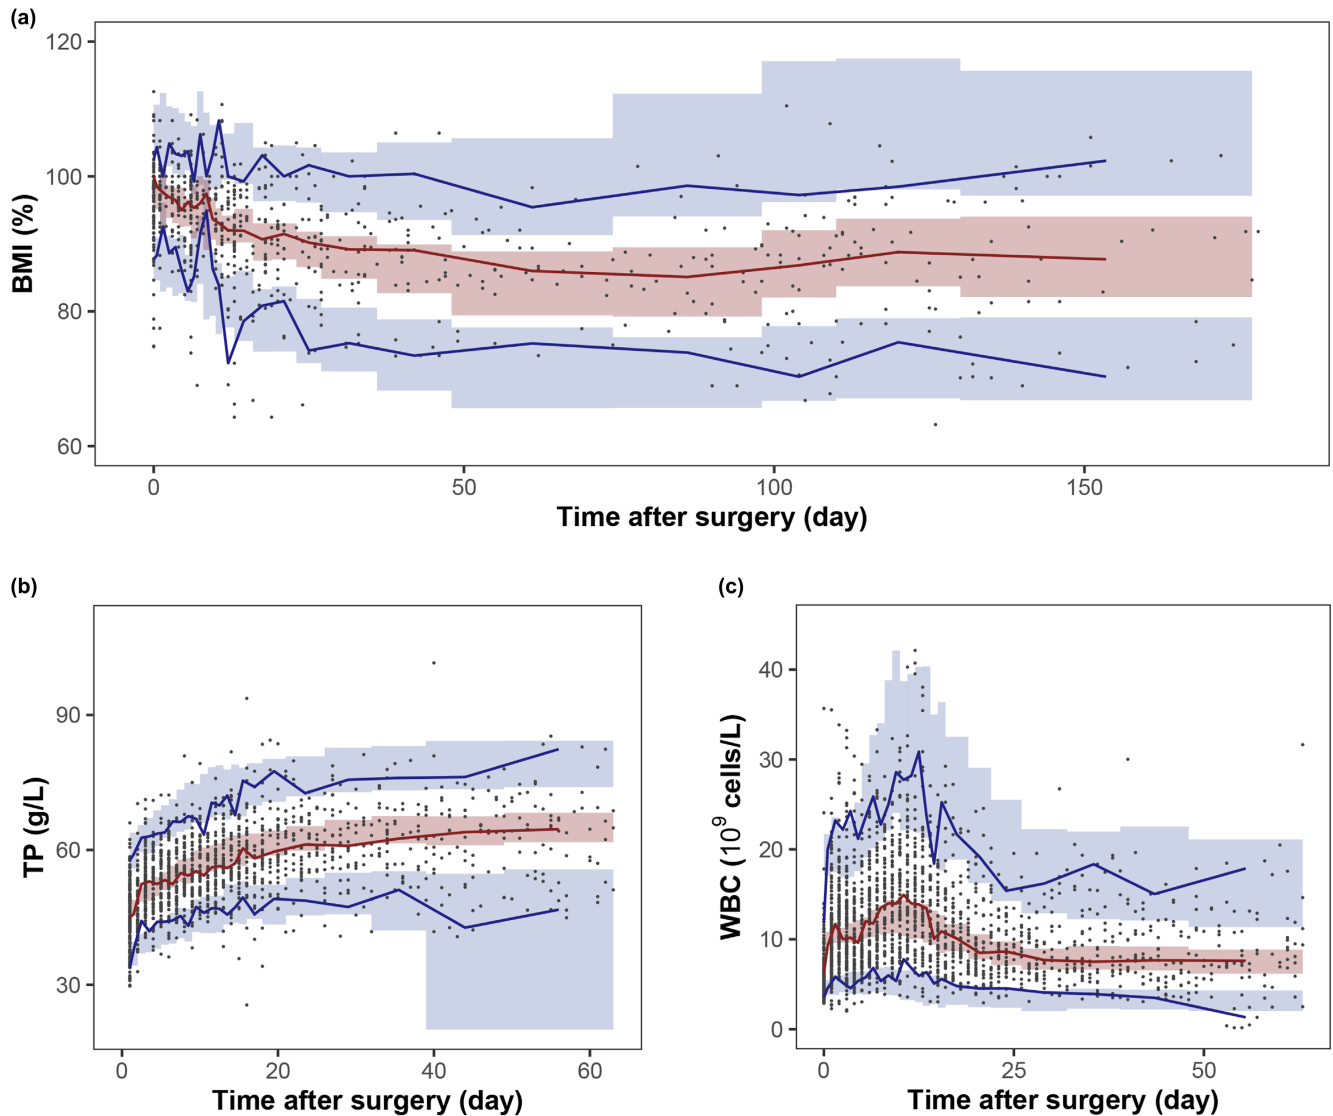 (a)
120
100
80
60
BMI (%)
0 50 100 150
Time after surgery (day)
(b)
90
60
30
TP (g/L)
0 20 40 60
Time after surgery (day)
(c)
40
30
20
10
0
WBC (10⁹ cells/L)
0 25 50
Time after surgery (day)